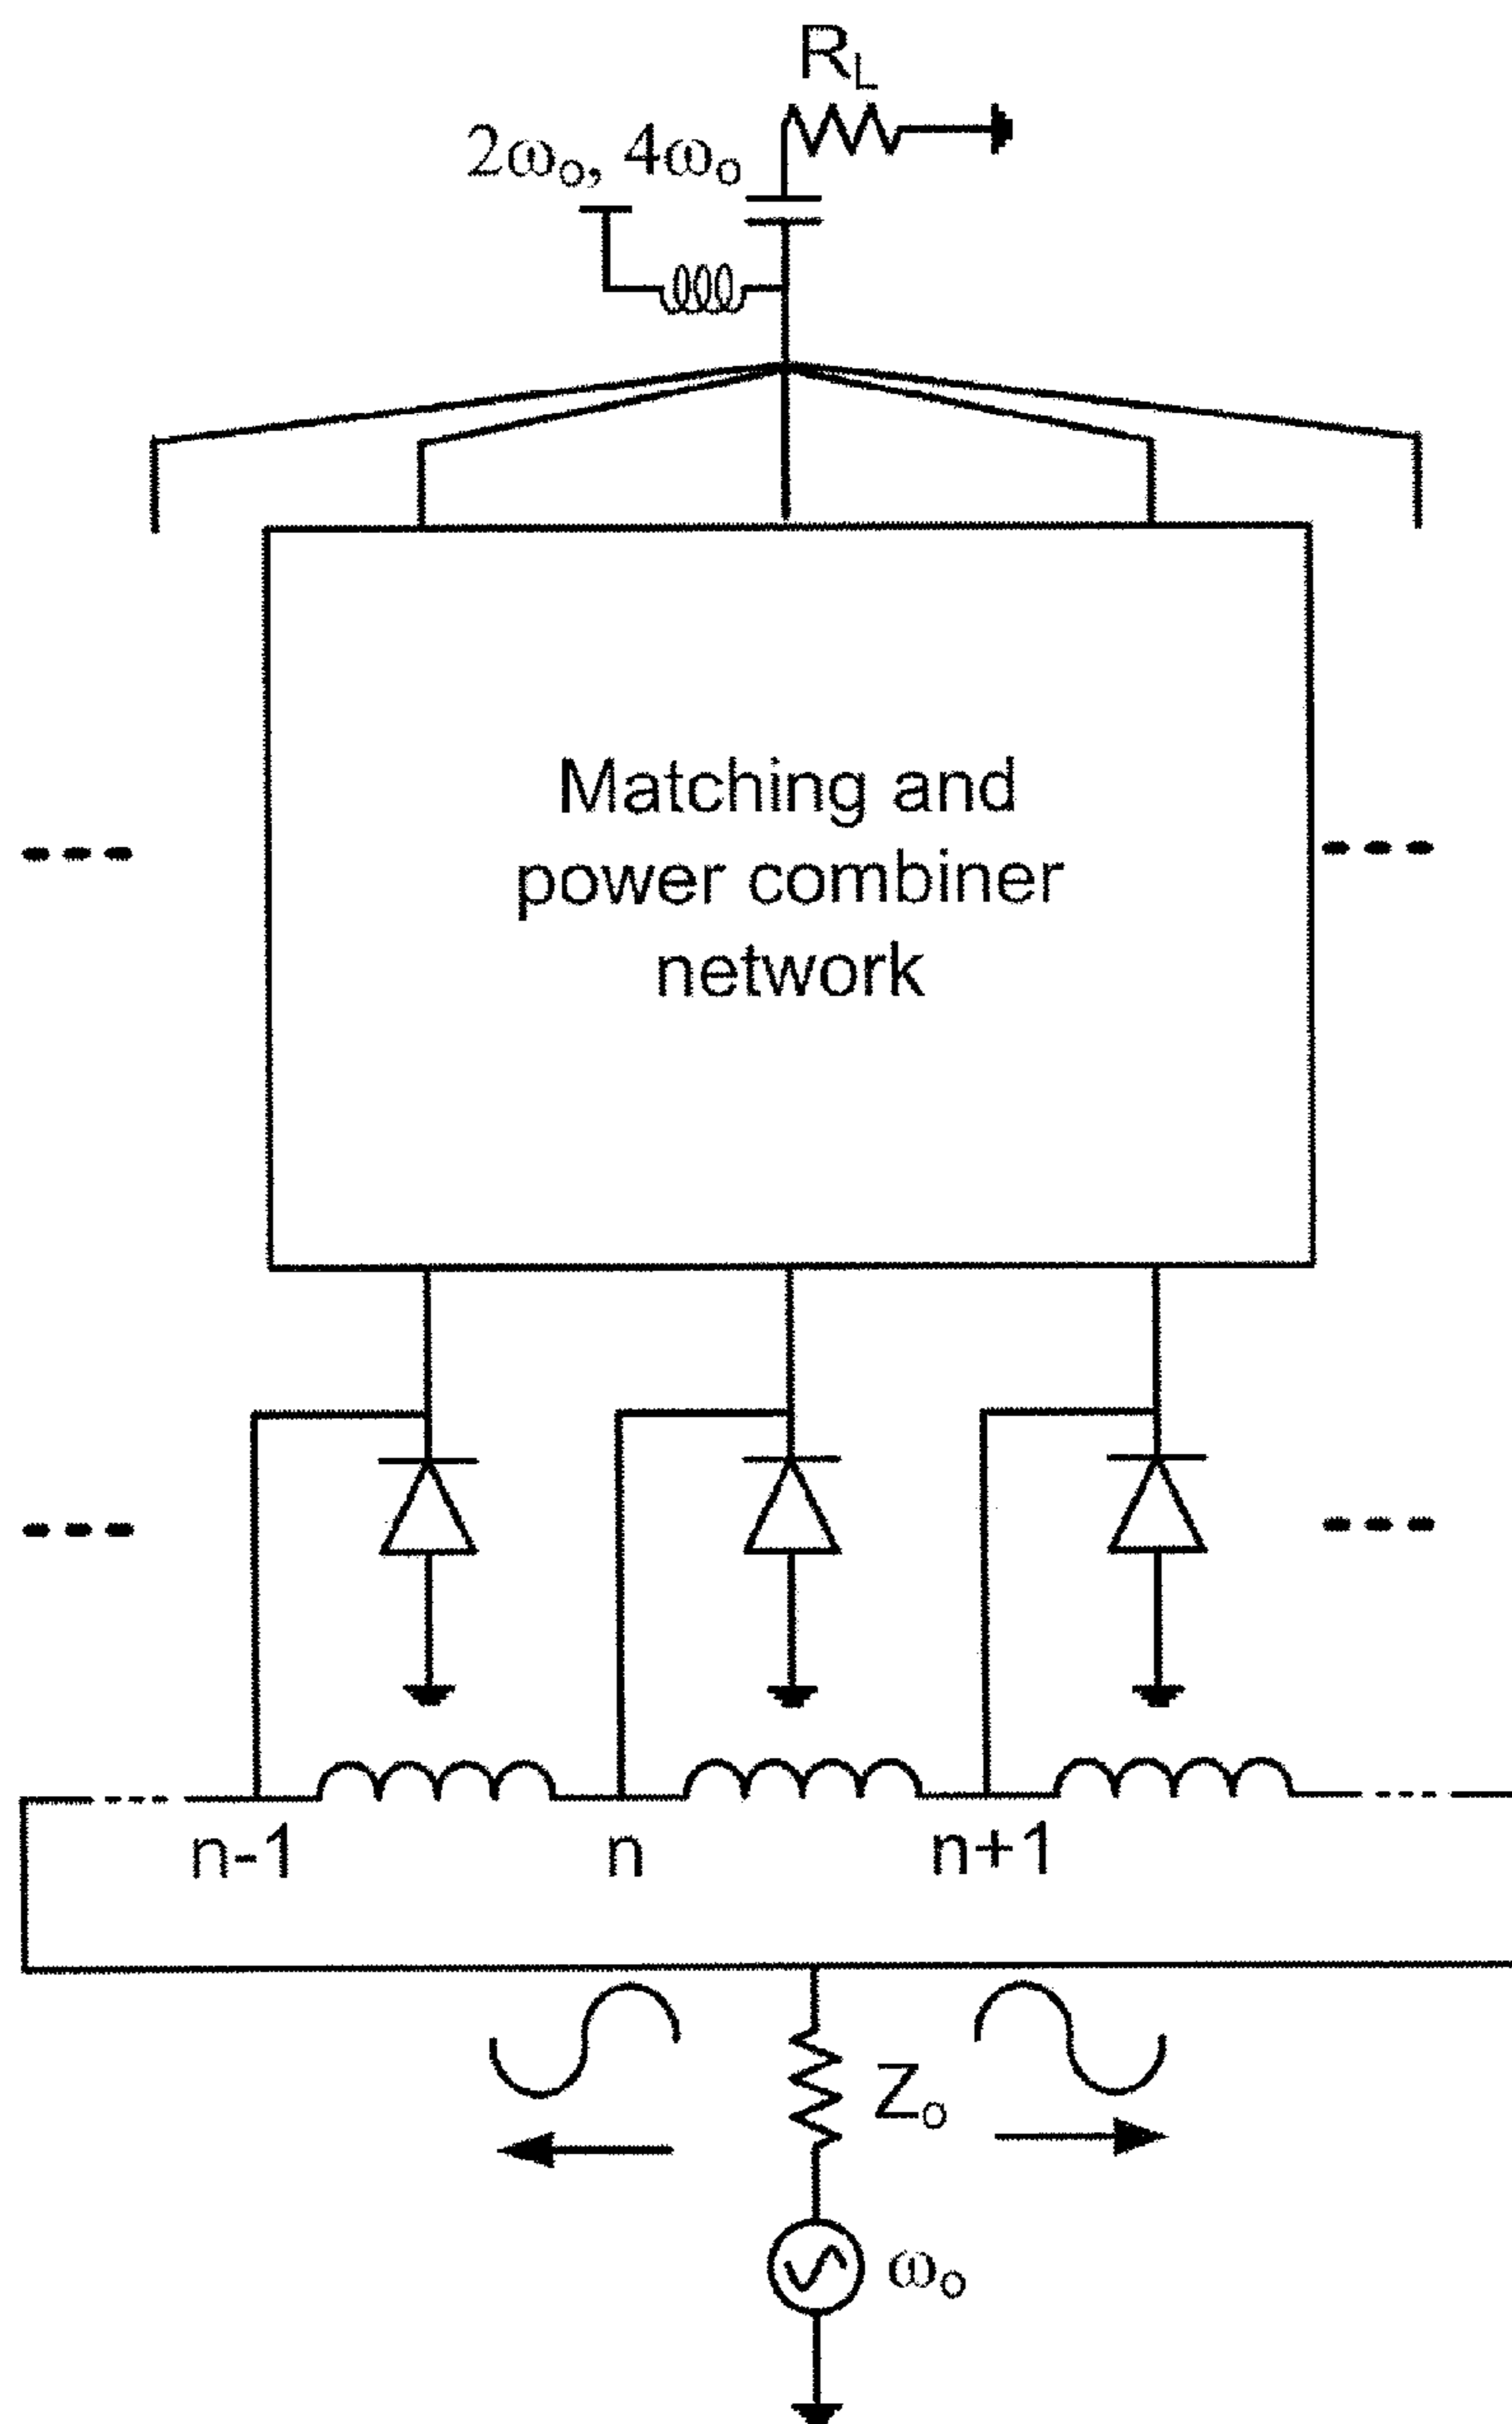 R_L
2ω_o, 4ω_o
Matching and
power combiner
network
n-1 n n+1
Z_o
ω_o